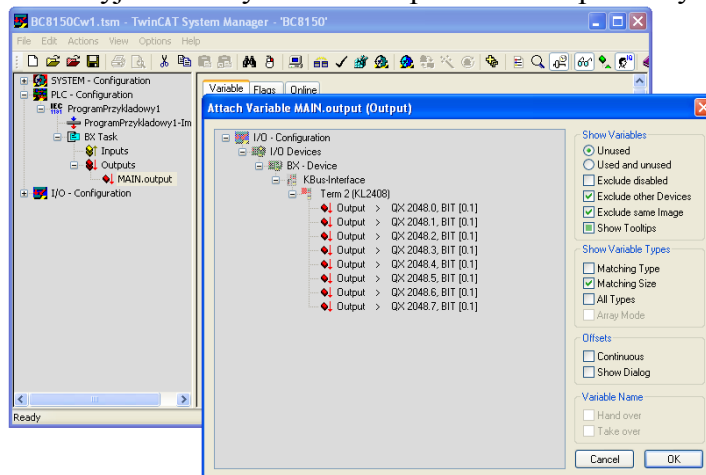 BC8150Cw1.tsm - TwinCAT System Manager - 'BC8150'
File Edit Actions View Options Help
SYSTEM - Configuration
PLC - Configuration
ProgramPrzykladowy1
ProgramPrzykladowy1-Im
BX Task
Inputs
Outputs
MAIN.output
I/O - Configuration
Variable Flags Online
Ready
Attach Variable MAIN.output (Output)
I/O - Configuration
I/O Devices
BX - Device
KBus-Interface
Term 2 (KL2408)
Output > QX 2048.0, BIT [0.1]
Output > QX 2048.1, BIT [0.1]
Output > QX 2048.2, BIT [0.1]
Output > QX 2048.3, BIT [0.1]
Output > QX 2048.4, BIT [0.1]
Output > QX 2048.5, BIT [0.1]
Output > QX 2048.6, BIT [0.1]
Output > QX 2048.7, BIT [0.1]
Show Variables
Unused
Used and unused
Exclude disabled
Exclude other Devices
Exclude same Image
Show Tooltips
Show Variable Types
Matching Type
Matching Size
All Types
Array Mode
Offsets
Continuous
Show Dialog
Variable Name
Hand over
Take over
Cancel OK